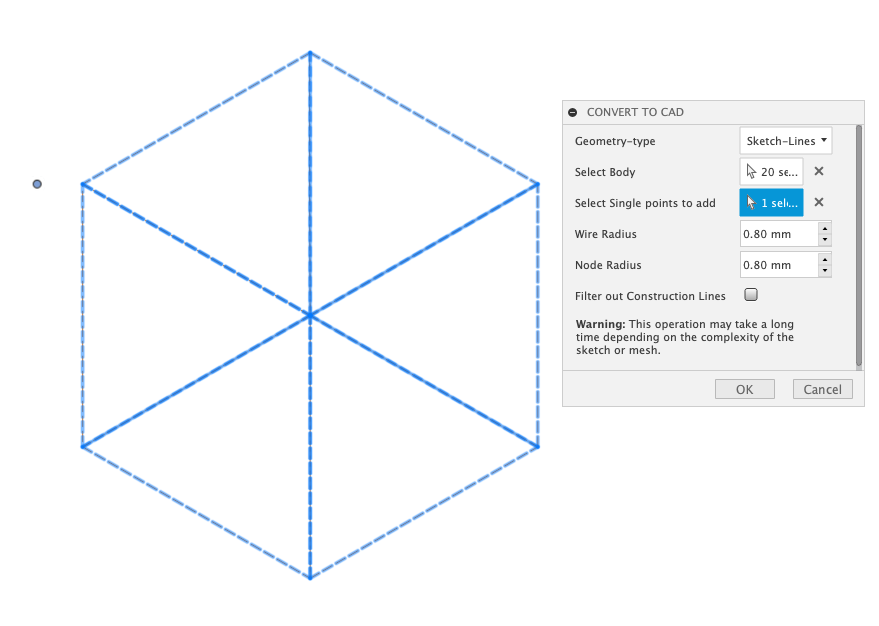 CONVERT TO CAD
Geometry-type Sketch-Lines
Select Body 20 se...
Select Single points to add 1 sele...
Wire Radius 0.80 mm
Node Radius 0.80 mm
Filter out Construction Lines
Warning: This operation may take a long
time depending on the complexity of the
sketch or mesh.
OK Cancel